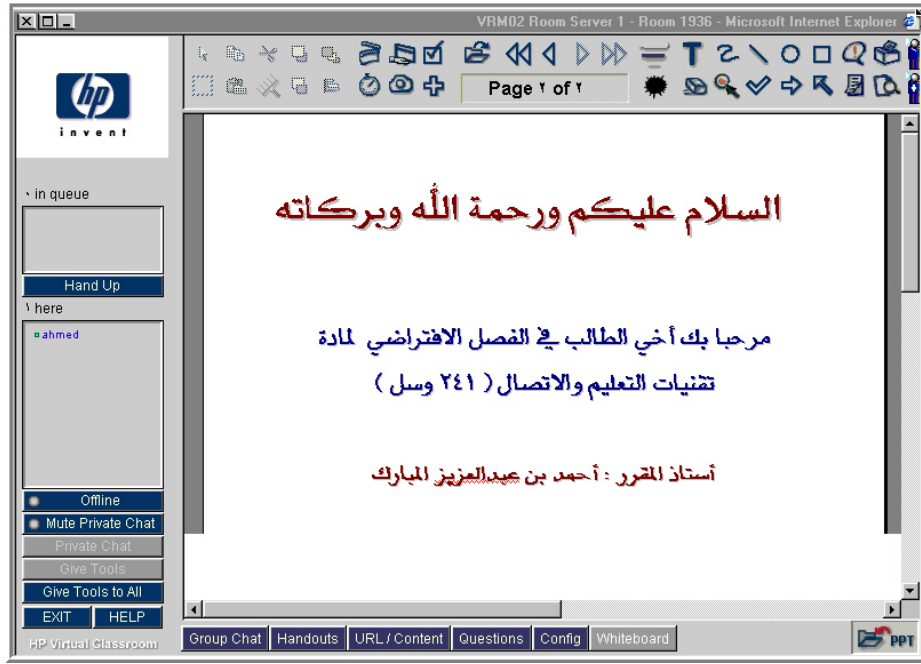 VRM02 Room Server 1 - Room 1936 - Microsoft Internet Explorer
hp
invent
Page ٢ of ٢
٠ in queue
Hand Up
١ here
ahmed
السلام عليكم ورحمة الله وبركاته
مرحبا بك أخي الطالب في الفصل الافتراضي لمادة
تقنيات التعليم والاتصال ( ٢٤١ وسل )
أستاذ المقرر : أحمد بن عبدالعزيز المبارك
Offline
Mute Private Chat
Private Chat
Give Tools
Give Tools to All
EXIT HELP
HP Virtual Classroom
Group Chat Handouts URL / Content Questions Config Whiteboard
PPT